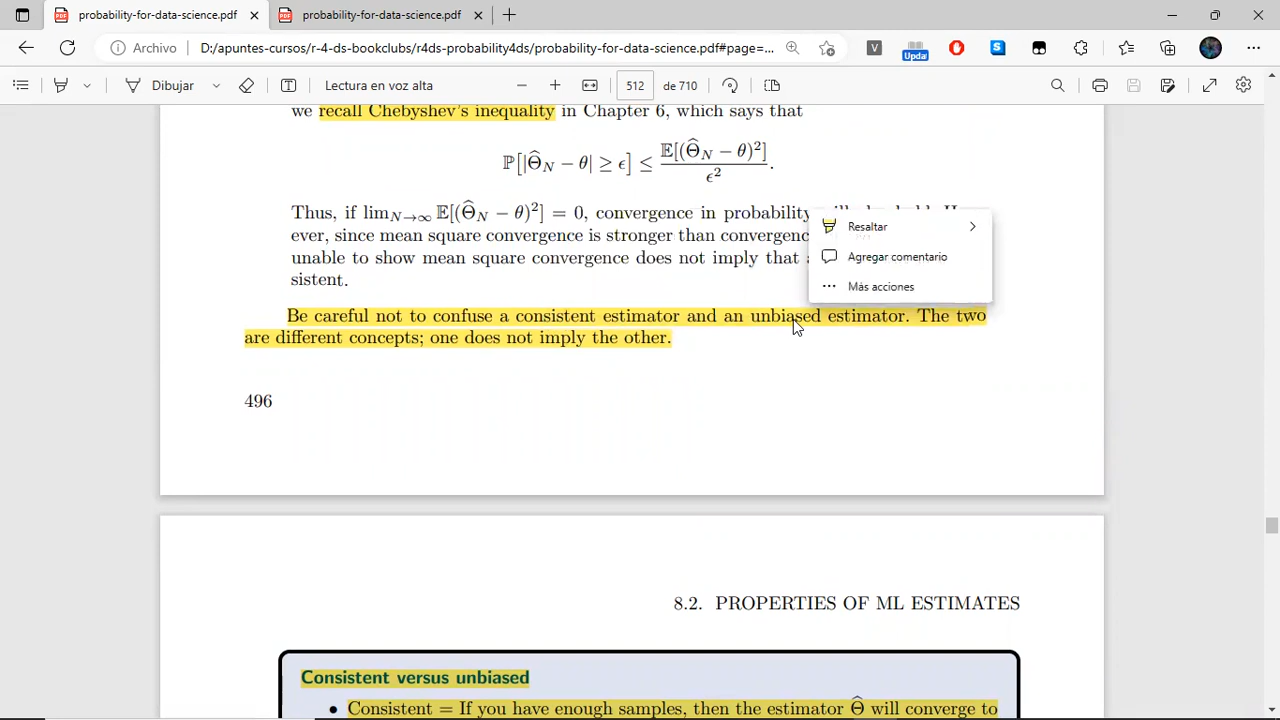 probability-for-data-science.pdf
probability-for-data-science.pdf
Archivo
D:/apuntes-cursos/r-4-ds-bookclubs/r4ds-probability4ds/probability-for-data-science.pdf#page=...
V
Upda
S
Dibujar
Lectura en voz alta
512
de 710
we recall Chebyshev's inequality in Chapter 6, which says that
ℙ[|Θ̂_N − θ| ≥ ϵ] ≤ 𝔼[(Θ̂_N − θ)²] / ϵ² .
Thus, if lim_{N→∞} 𝔼[(Θ̂_N − θ)²] = 0, convergence in probability
ever, since mean square convergence is stronger than convergenc
unable to show mean square convergence does not imply that a
sistent.
Resaltar
Agregar comentario
Más acciones
Be careful not to confuse a consistent estimator and an unbiased estimator. The two
are different concepts; one does not imply the other.
496
8.2. PROPERTIES OF ML ESTIMATES
Consistent versus unbiased
• Consistent = If you have enough samples, then the estimator Θ̂ will converge to